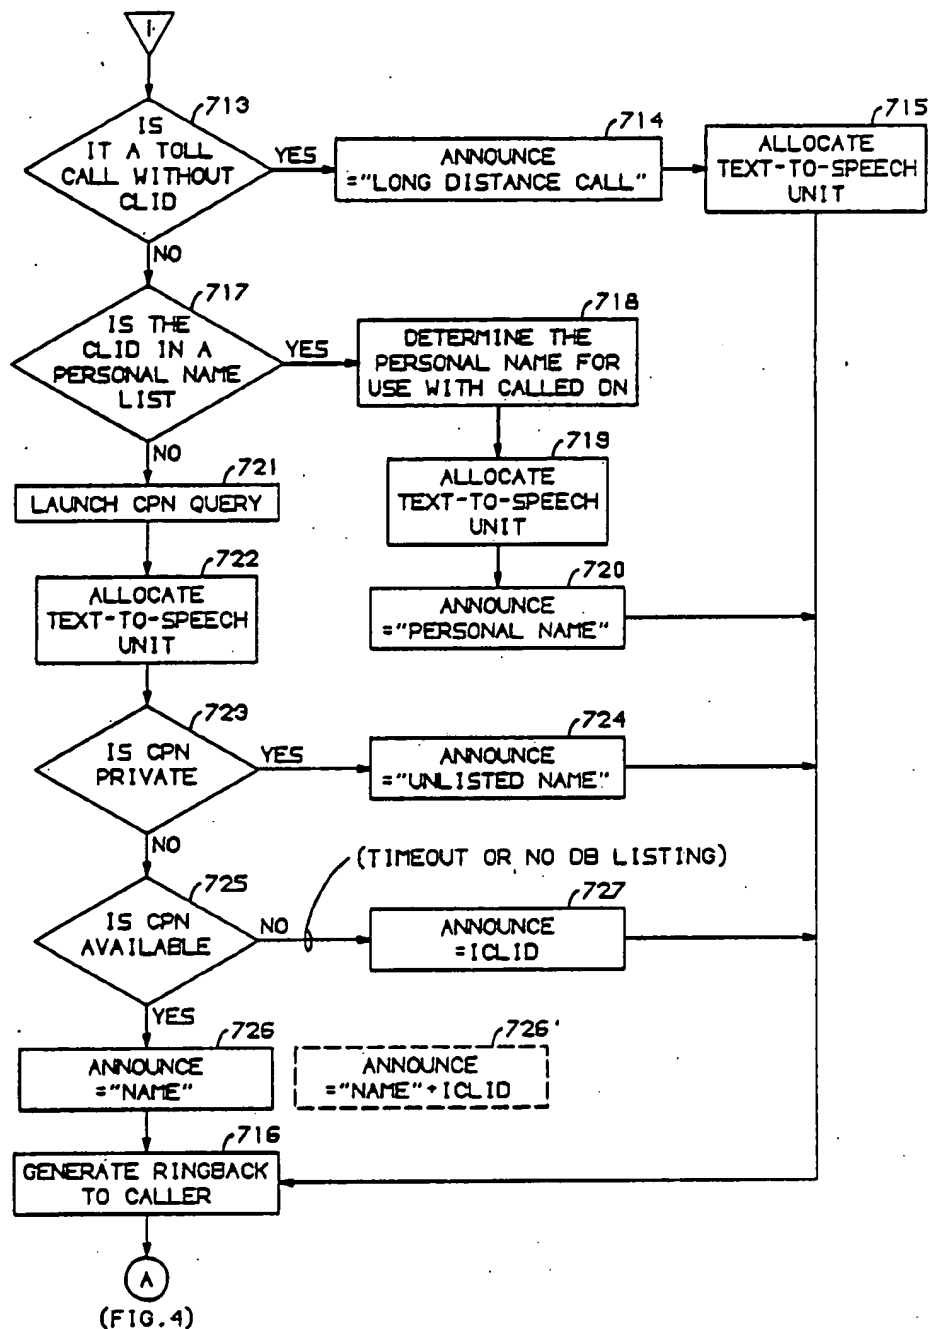 1
713
IS
IT A TOLL
CALL WITHOUT
CLID
YES
714
ANNOUNCE
="LONG DISTANCE CALL"
715
ALLOCATE
TEXT-TO-SPEECH
UNIT
NO
717
IS THE
CLID IN A
PERSONAL NAME
LIST
YES
718
DETERMINE THE
PERSONAL NAME FOR
USE WITH CALLED DN
719
ALLOCATE
TEXT-TO-SPEECH
UNIT
720
ANNOUNCE
="PERSONAL NAME"
NO
721
LAUNCH CPN QUERY
722
ALLOCATE
TEXT-TO-SPEECH
UNIT
723
IS CPN
PRIVATE
YES
724
ANNOUNCE
="UNLISTED NAME"
NO
725
IS CPN
AVAILABLE
NO
(TIMEOUT OR NO DB LISTING)
727
ANNOUNCE
=ICLID
YES
726
ANNOUNCE
="NAME"
726'
ANNOUNCE
="NAME"+ICLID
716
GENERATE RINGBACK
TO CALLER
A
(FIG.4)